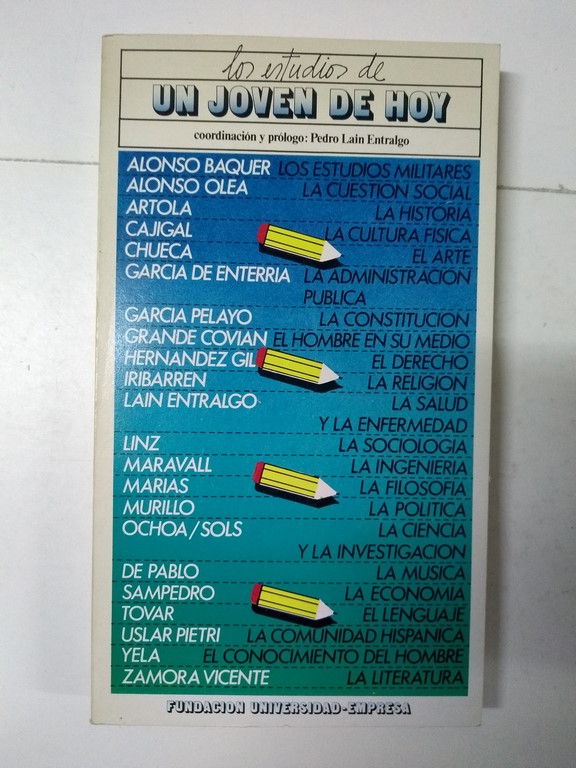 los estudios de
UN JOVEN DE HOY
coordinación y prólogo: Pedro Lain Entralgo
ALONSO BAQUER LOS ESTUDIOS MILITARES
ALONSO OLEA LA CUESTION SOCIAL
ARTOLA LA HISTORIA
CAJIGAL LA CULTURA FISICA
CHUECA EL ARTE
GARCIA DE ENTERRIA LA ADMINISTRACION
PUBLICA
GARCIA PELAYO LA CONSTITUCION
GRANDE COVIAN EL HOMBRE EN SU MEDIO
HERNANDEZ GIL EL DERECHO
IRIBARREN LA RELIGION
LAIN ENTRALGO LA SALUD
Y LA ENFERMEDAD
LINZ LA SOCIOLOGIA
MARAVALL LA INGENIERIA
MARIAS LA FILOSOFIA
MURILLO LA POLITICA
OCHOA/SOLS LA CIENCIA
Y LA INVESTIGACION
DE PABLO LA MUSICA
SAMPEDRO LA ECONOMIA
TOVAR EL LENGUAJE
USLAR PIETRI LA COMUNIDAD HISPANICA
YELA EL CONOCIMIENTO DEL HOMBRE
ZAMORA VICENTE LA LITERATURA
FUNDACION UNIVERSIDAD-EMPRESA